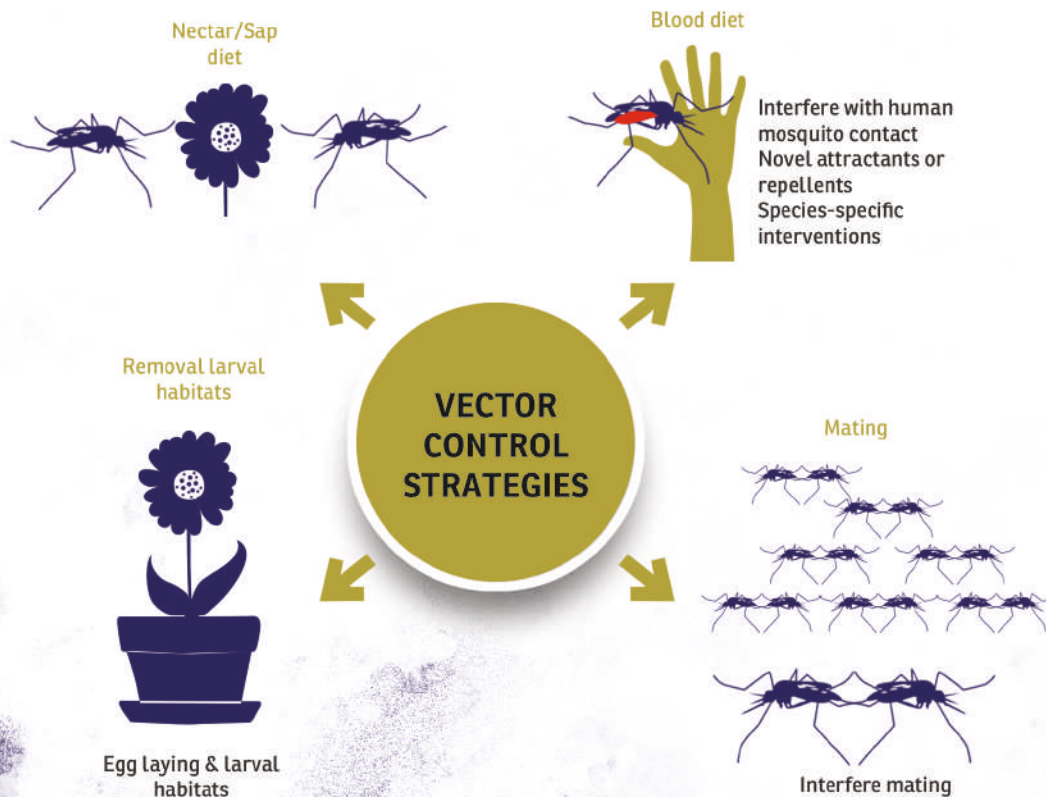 Nectar/Sap
diet
Blood diet
Interfere with human
mosquito contact
Novel attractants or
repellents
Species-specific
interventions
Removal larval
habitats
VECTOR
CONTROL
STRATEGIES
Mating
Egg laying & larval
habitats
Interfere mating